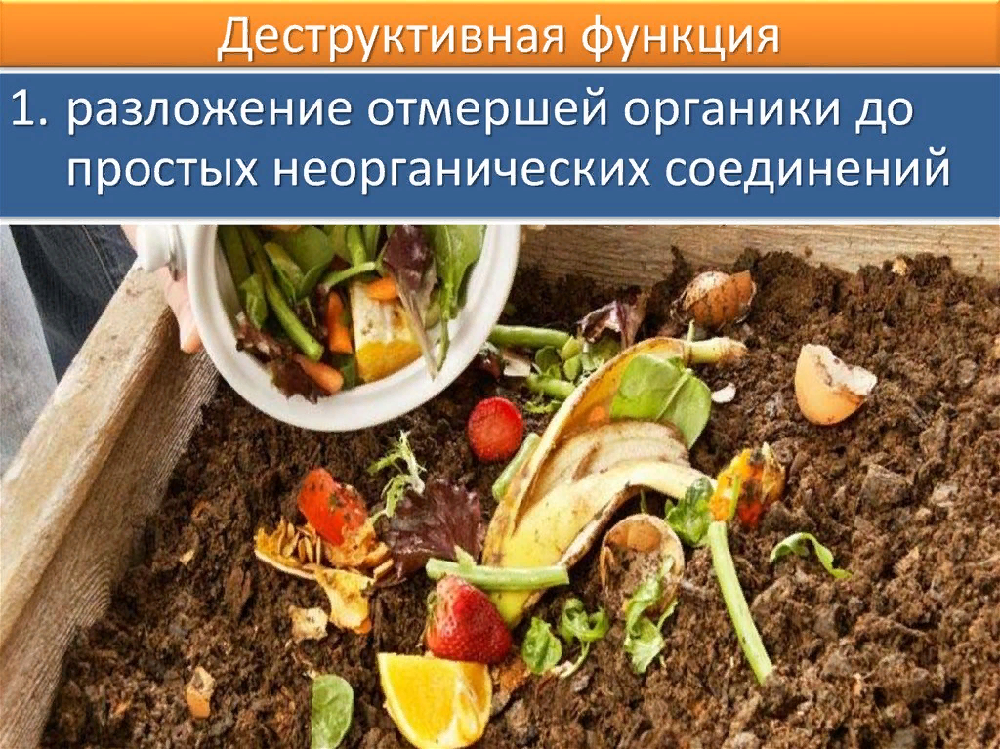 Деструктивная функция
1. разложение отмершей органики до
простых неорганических соединений